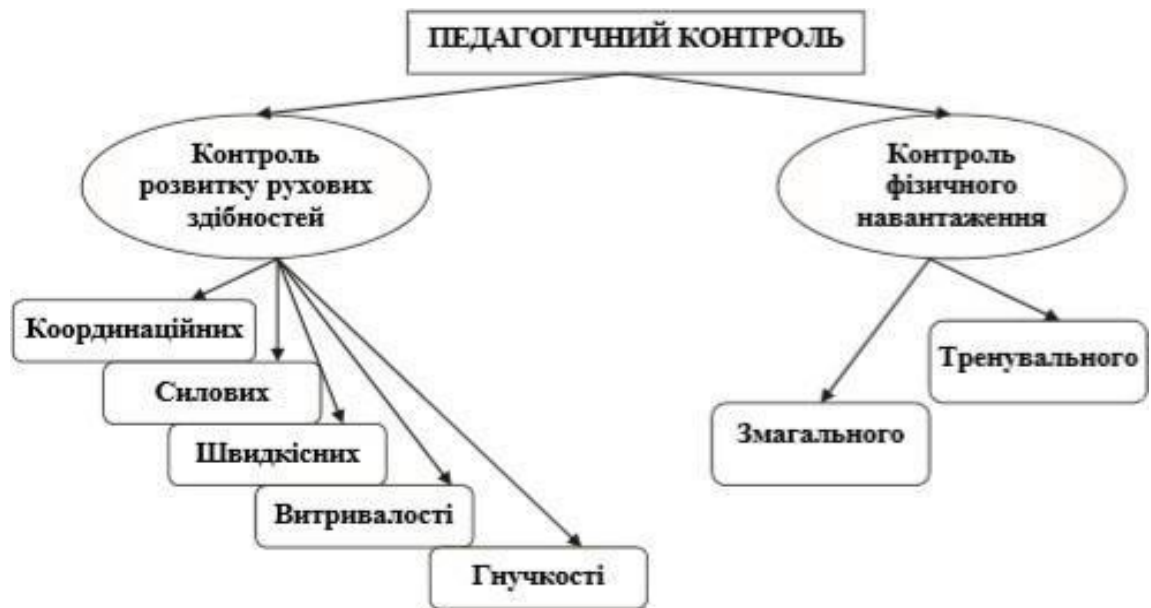 ПЕДАГОГІЧНИЙ КОНТРОЛЬ
Контроль
розвитку рухових
здібностей
Контроль
фізичного
навантаження
Координаційних
Силових
Швидкісних
Витривалості
Гнучкості
Тренувального
Змагального